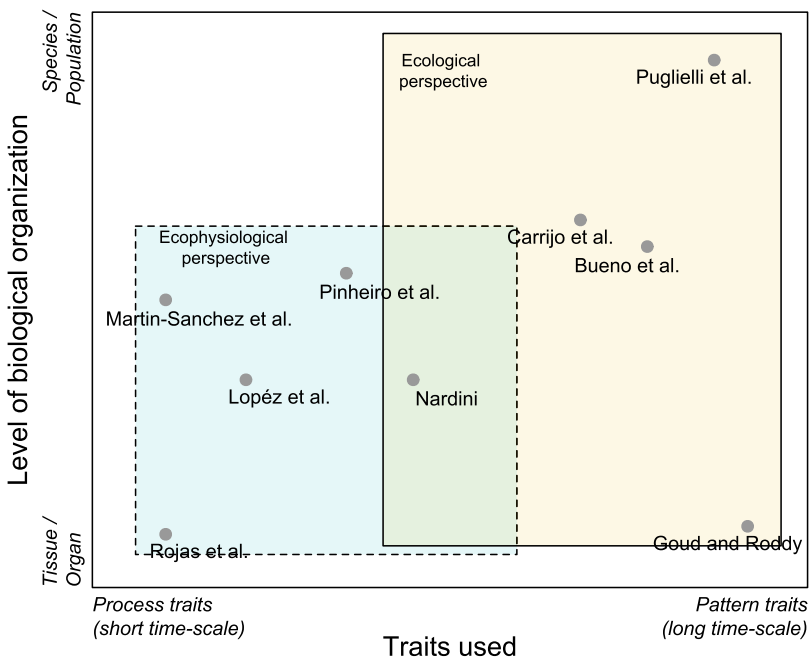 Species /
Population
Level of biological organization
Tissue /
Organ
Ecological
perspective
Puglielli et al.
Carrijo et al.
Bueno et al.
Ecophysiological
perspective
Pinheiro et al.
Martin-Sanchez et al.
Lopéz et al.
Nardini
Rojas et al.
Goud and Roddy
Process traits
(short time-scale)
Pattern traits
(long time-scale)
Traits used